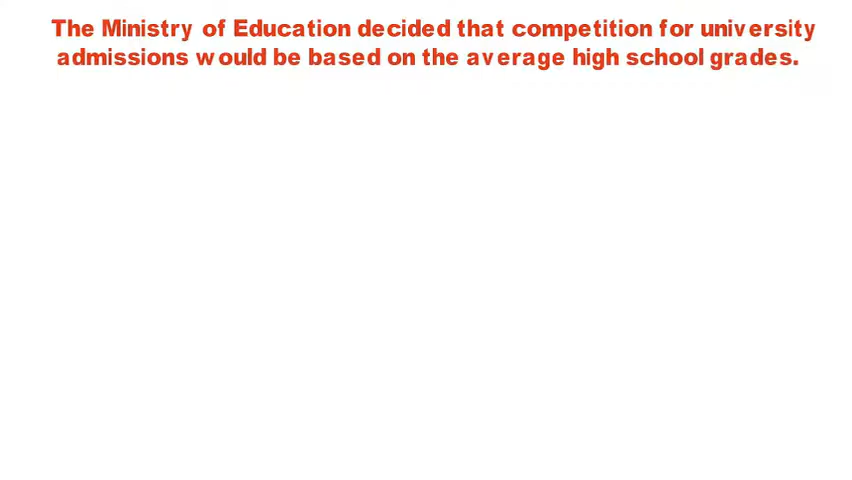 The Ministry of Education decided that competition for university
admissions would be based on the average high school grades.